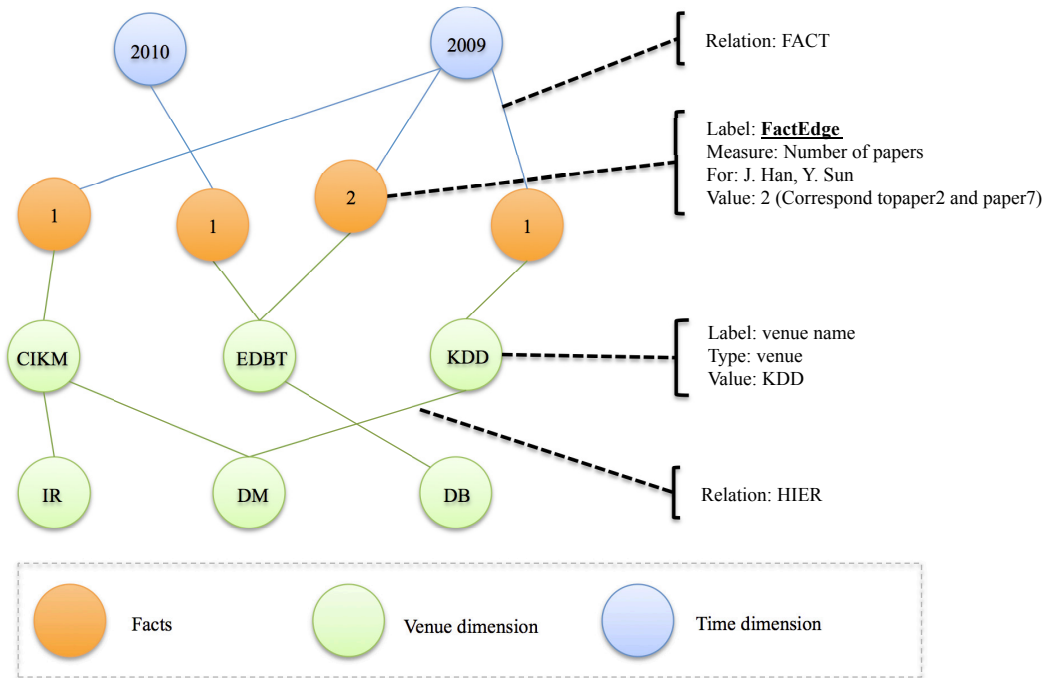 2010
2009
Relation: FACT
Label: FactEdge
Measure: Number of papers
For: J. Han, Y. Sun
Value: 2 (Correspond topaper2 and paper7)
1
1
2
1
CIKM
EDBT
KDD
Label: venue name
Type: venue
Value: KDD
IR
DM
DB
Relation: HIER
Facts
Venue dimension
Time dimension